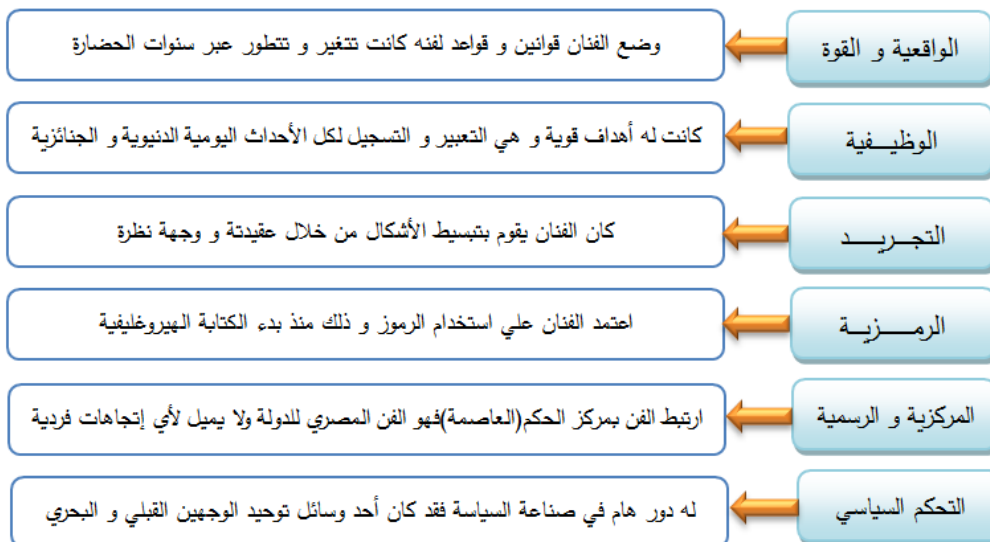 الواقعية و القوة
وضع الفنان قوانين و قواعد لفنه كانت تتغير و تتطور عبر سنوات الحضارة
الوظيـــفية
كانت له أهداف قوية و هي التعبير و التسجيل لكل الأحداث اليومية الدنيوية و الجنائزية
التجــريــــد
كان الفنان يقوم بتبسيط الأشكال من خلال عقيدتة و وجهة نظرة
الرمــــزيـــة
اعتمد الفنان علي استخدام الرموز و ذلك منذ بدء الكتابة الهيروغليفية
المركزية و الرسمية
ارتبط الفن بمركز الحكم(العاصمة)فهو الفن المصري للدولة ولا يميل لأي إتجاهات فردية
التحكم السياسي
له دور هام في صناعة السياسة فقد كان أحد وسائل توحيد الوجهين القبلي و البحري